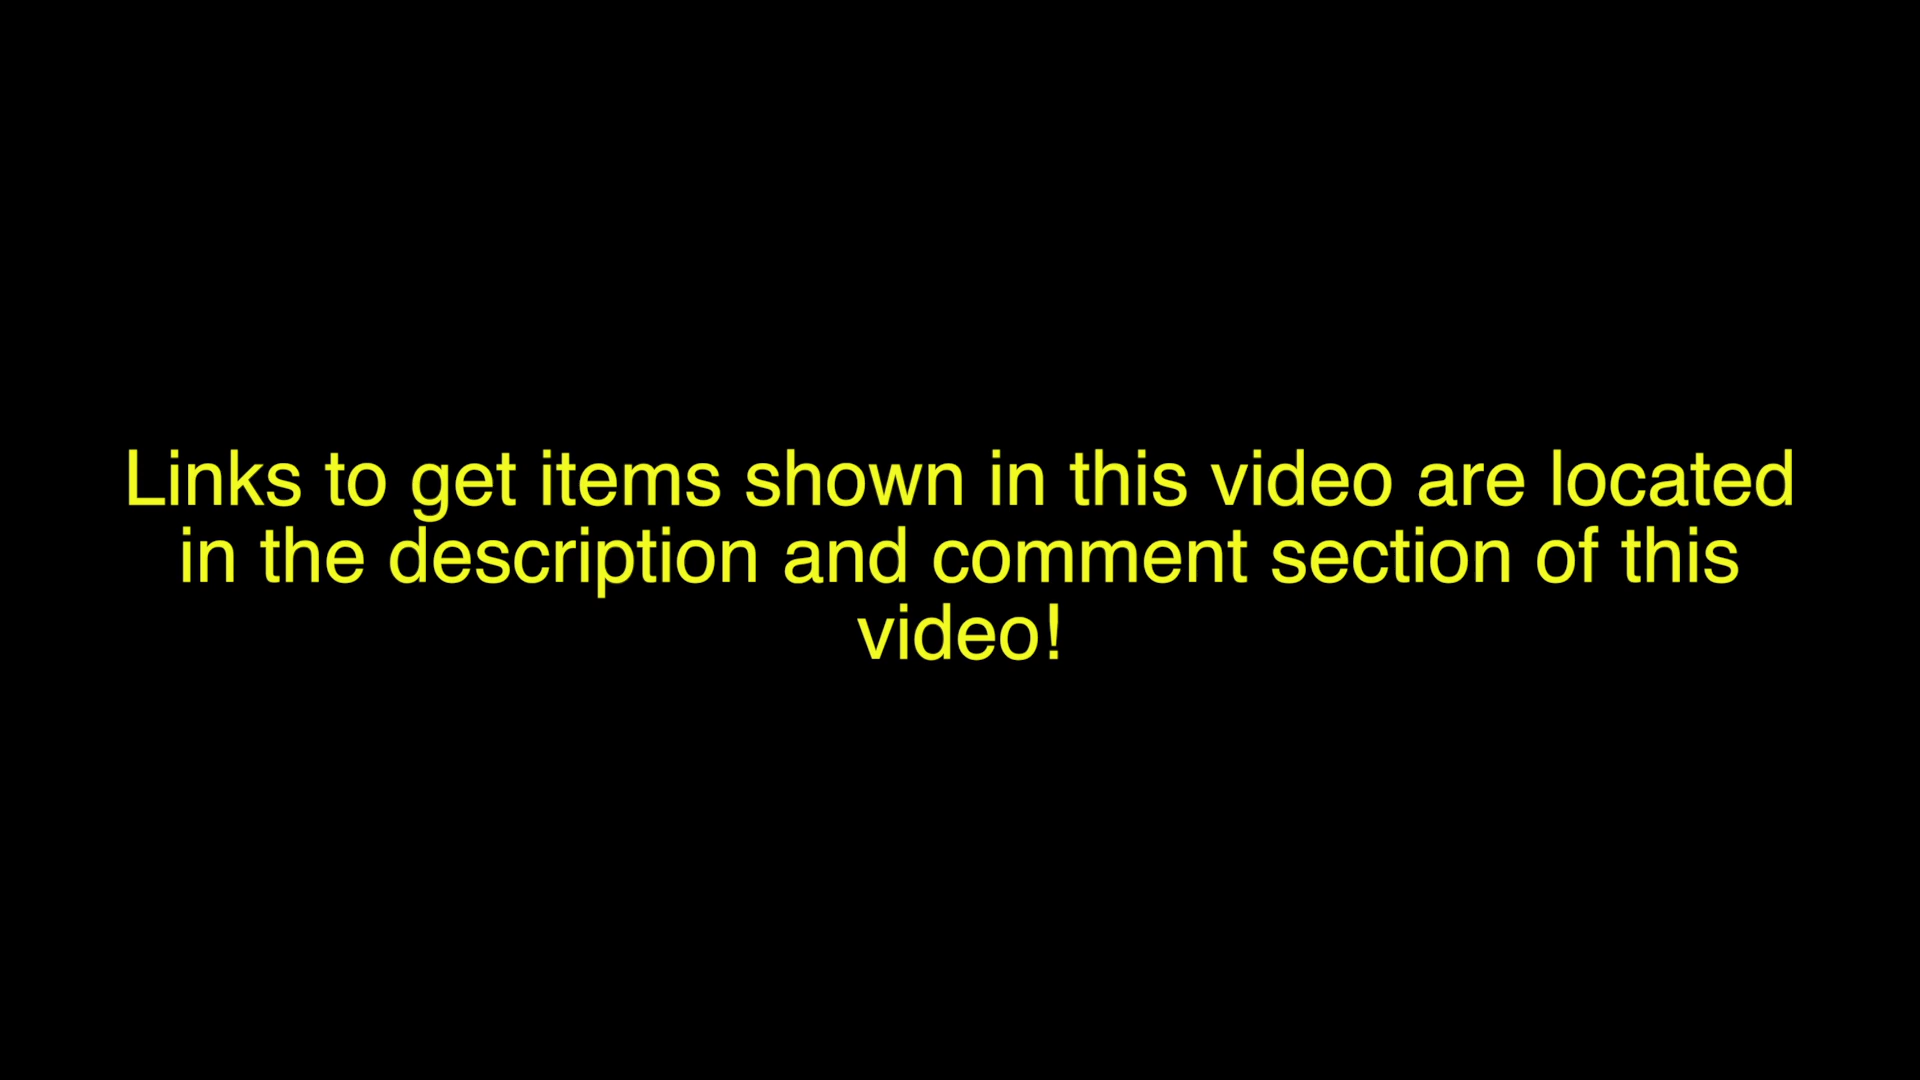 Links to get items shown in this video are located
in the description and comment section of this
video!